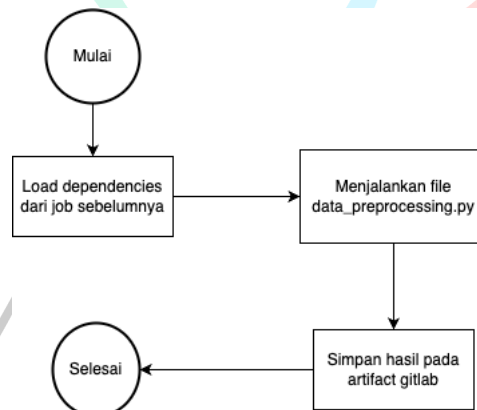 Mulai
Load dependencies
dari job sebelumnya
Menjalankan file
data_preprocessing.py
Simpan hasil pada
artifact gitlab
Selesai